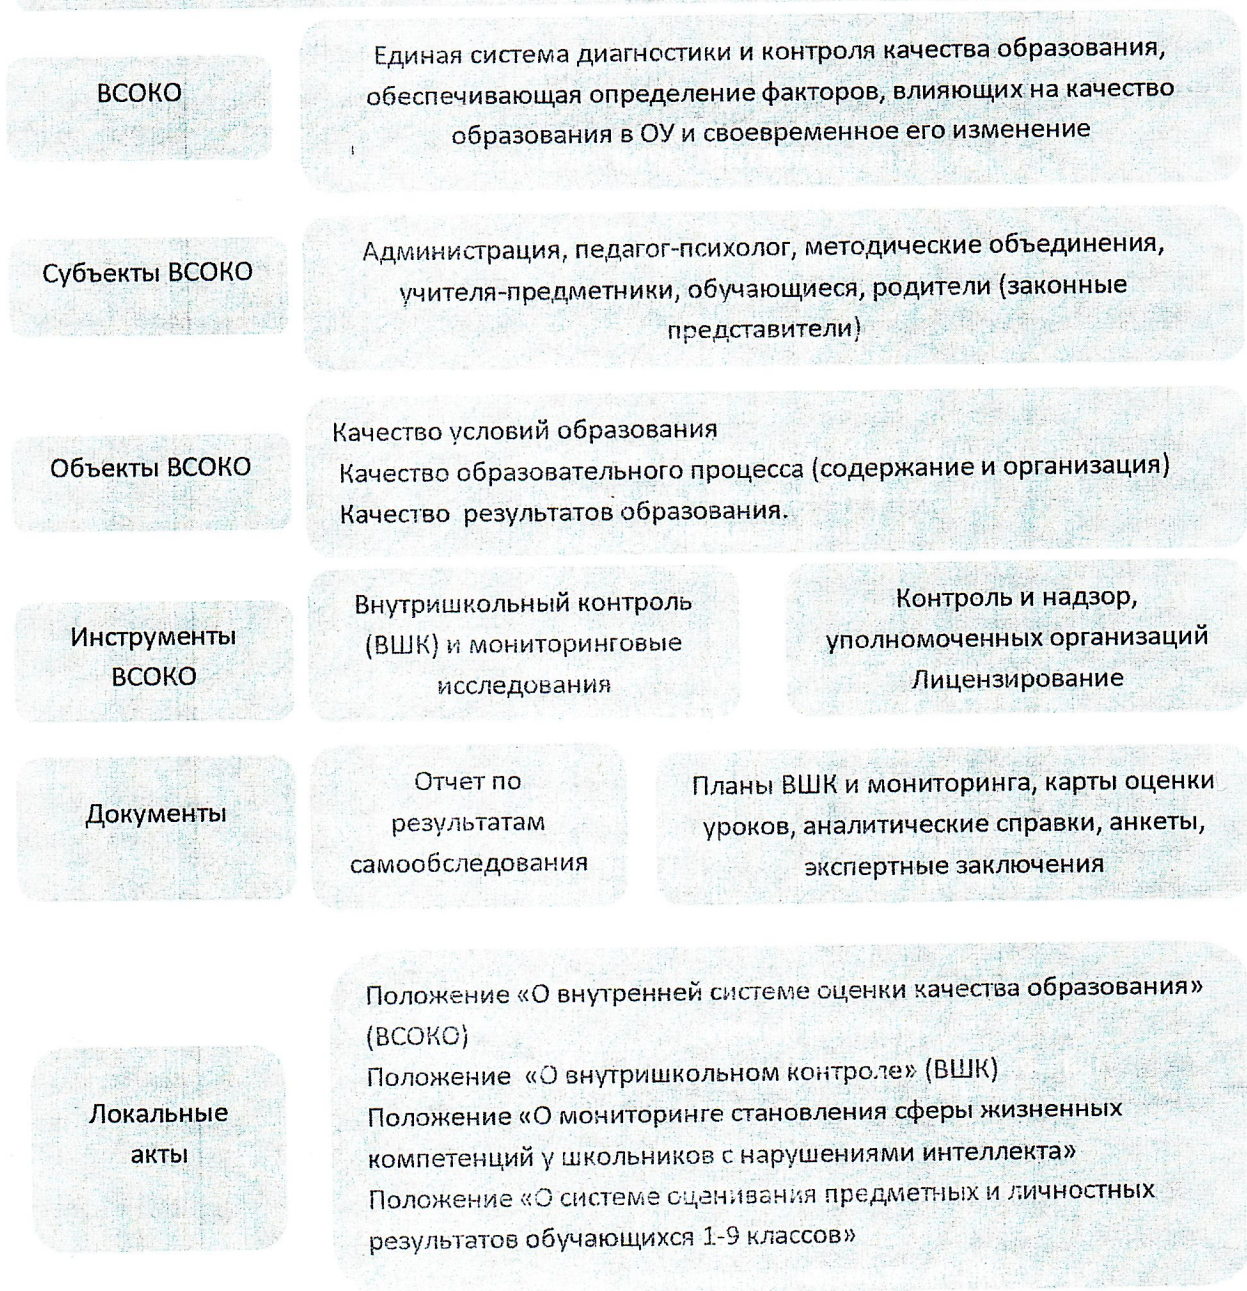 ВСОКО
Единая система диагностики и контроля качества образования,
обеспечивающая определение факторов, влияющих на качество
образования в ОУ и своевременное его изменение
Субъекты ВСОКО
Администрация, педагог-психолог, методические объединения,
учителя-предметники, обучающиеся, родители (законные
представители)
Объекты ВСОКО
Качество условий образования
Качество образовательного процесса (содержание и организация)
Качество результатов образования.
Инструменты
ВСОКО
Внутришкольный контроль
(ВШК) и мониторинговые
исследования
Контроль и надзор,
уполномоченных организаций
Лицензирование
Документы
Отчет по
результатам
самообследования
Планы ВШК и мониторинга, карты оценки
уроков, аналитические справки, анкеты,
экспертные заключения
Локальные
акты
Положение «О внутренней системе оценки качества образования»
(ВСОКО)
Положение «О внутришкольном контроле» (ВШК)
Положение «О мониторинге становления сферы жизненных
компетенций у школьников с нарушениями интеллекта»
Положение «О системе оценивания предметных и личностных
результатов обучающихся 1-9 классов»